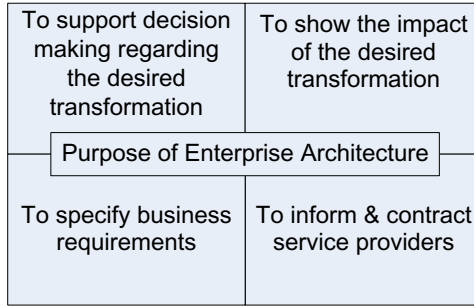 To support decision
making regarding
the desired
transformation
To show the impact
of the desired
transformation
Purpose of Enterprise Architecture
To specify business
requirements
To inform & contract
service providers